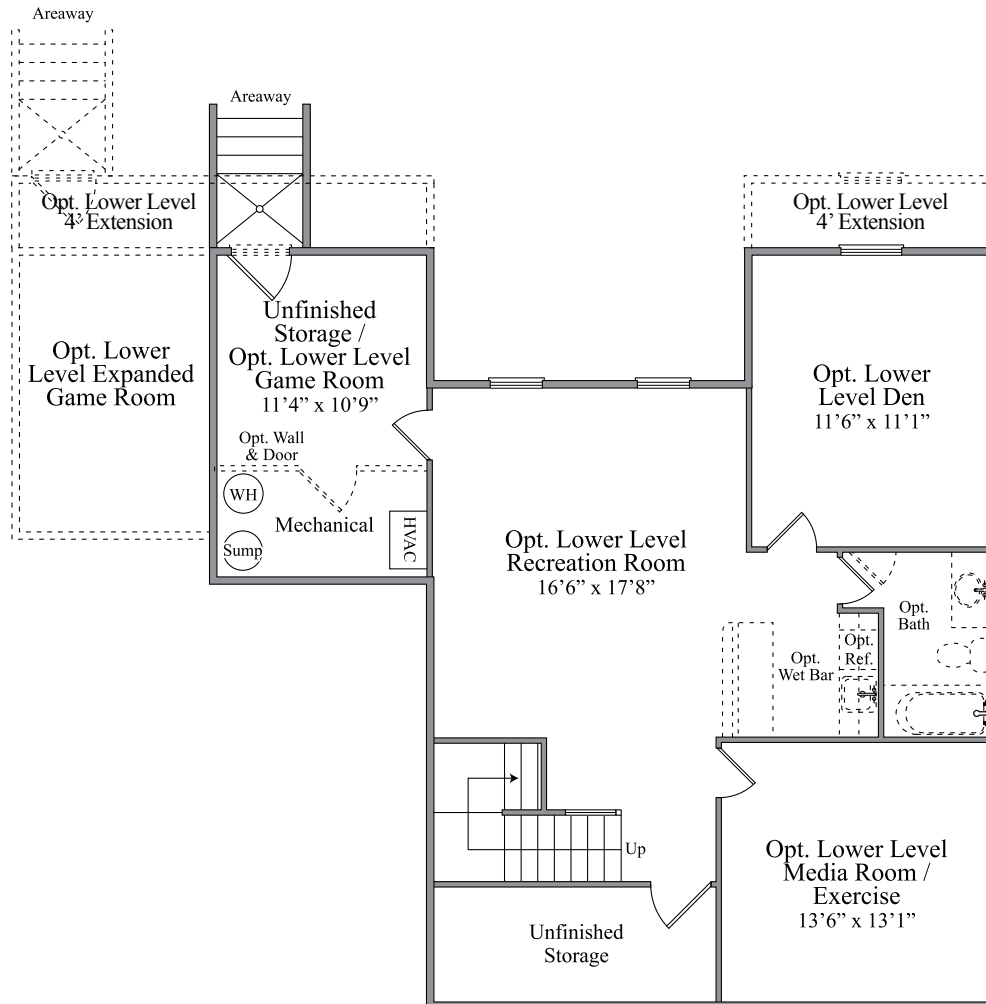 Areaway
Areaway
Opt. Lower Level
4' Extension
Opt. Lower Level
4' Extension
Unfinished
Storage /
Opt. Lower Level
Game Room
11'4” x 10'9”
Opt. Lower
Level Expanded
Game Room
Opt. Lower
Level Den
11'6” x 11'1”
Opt. Wall
& Door
WH
Mechanical
HVAC
Sump
Opt. Lower Level
Recreation Room
16'6” x 17'8”
Opt.
Bath
Opt.
Ref.
Opt.
Wet Bar
Up
Opt. Lower Level
Media Room /
Exercise
13'6” x 13'1”
Unfinished
Storage